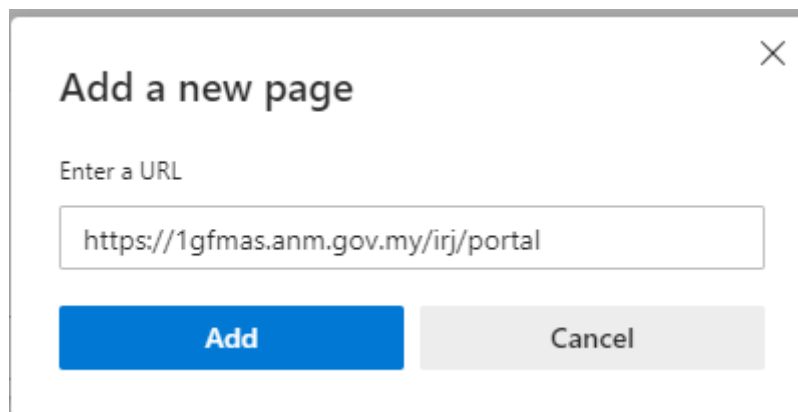 Add a new page
Enter a URL
https://1gfmas.anm.gov.my/irj/portal
Add
Cancel